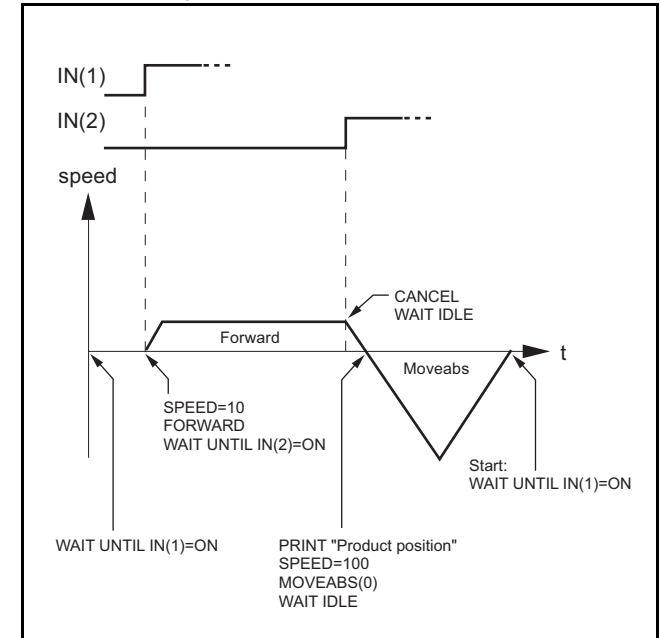 IN(1)
IN(2)
speed
CANCEL
WAIT IDLE
Forward
t
Moveabs
SPEED=10
FORWARD
WAIT UNTIL IN(2)=ON
Start:
WAIT UNTIL IN(1)=ON
WAIT UNTIL IN(1)=ON
PRINT "Product position"
SPEED=100
MOVEABS(0)
WAIT IDLE